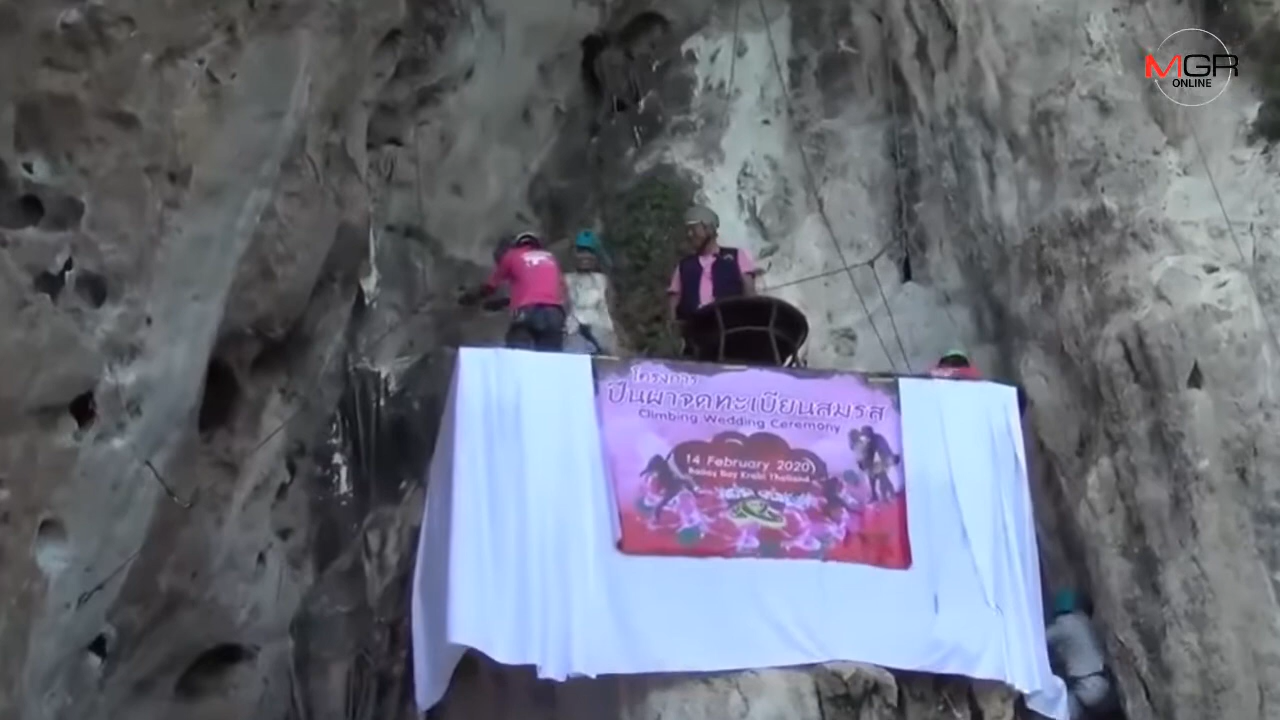 MGR
ONLINE
โครงการ
ปีนผาจดทะเบียนสมรส
Climbing Wedding Ceremony
14 February 2020
Railay Bay Krabi Thailand